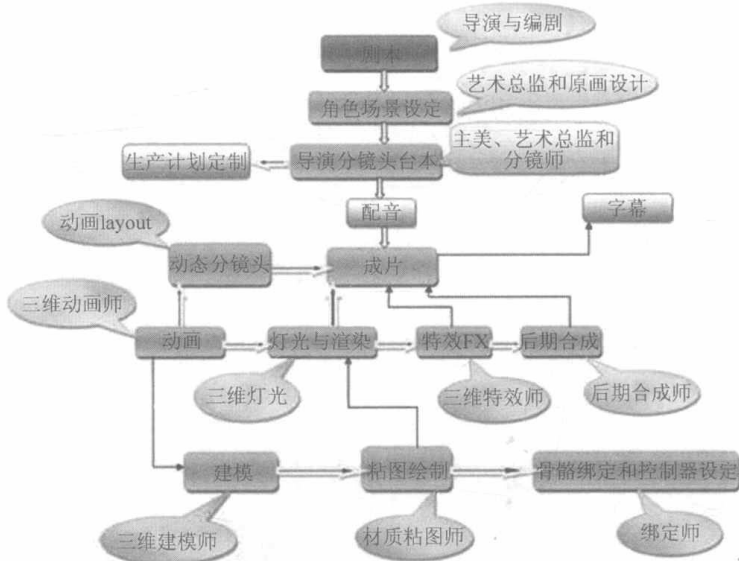 导演与编剧
剧本
艺术总监和原画设计
角色场景设定
主美、艺术总监和
分镜师
生产计划定制
导演分镜头台本
配音
字幕
动画layout
动态分镜头
成片
三维动画师
动画
灯光与渲染
特效FX
后期合成
三维灯光
三维特效师
后期合成师
建模
粘图绘制
骨骼绑定和控制器设定
三维建模师
材质粘图师
绑定师